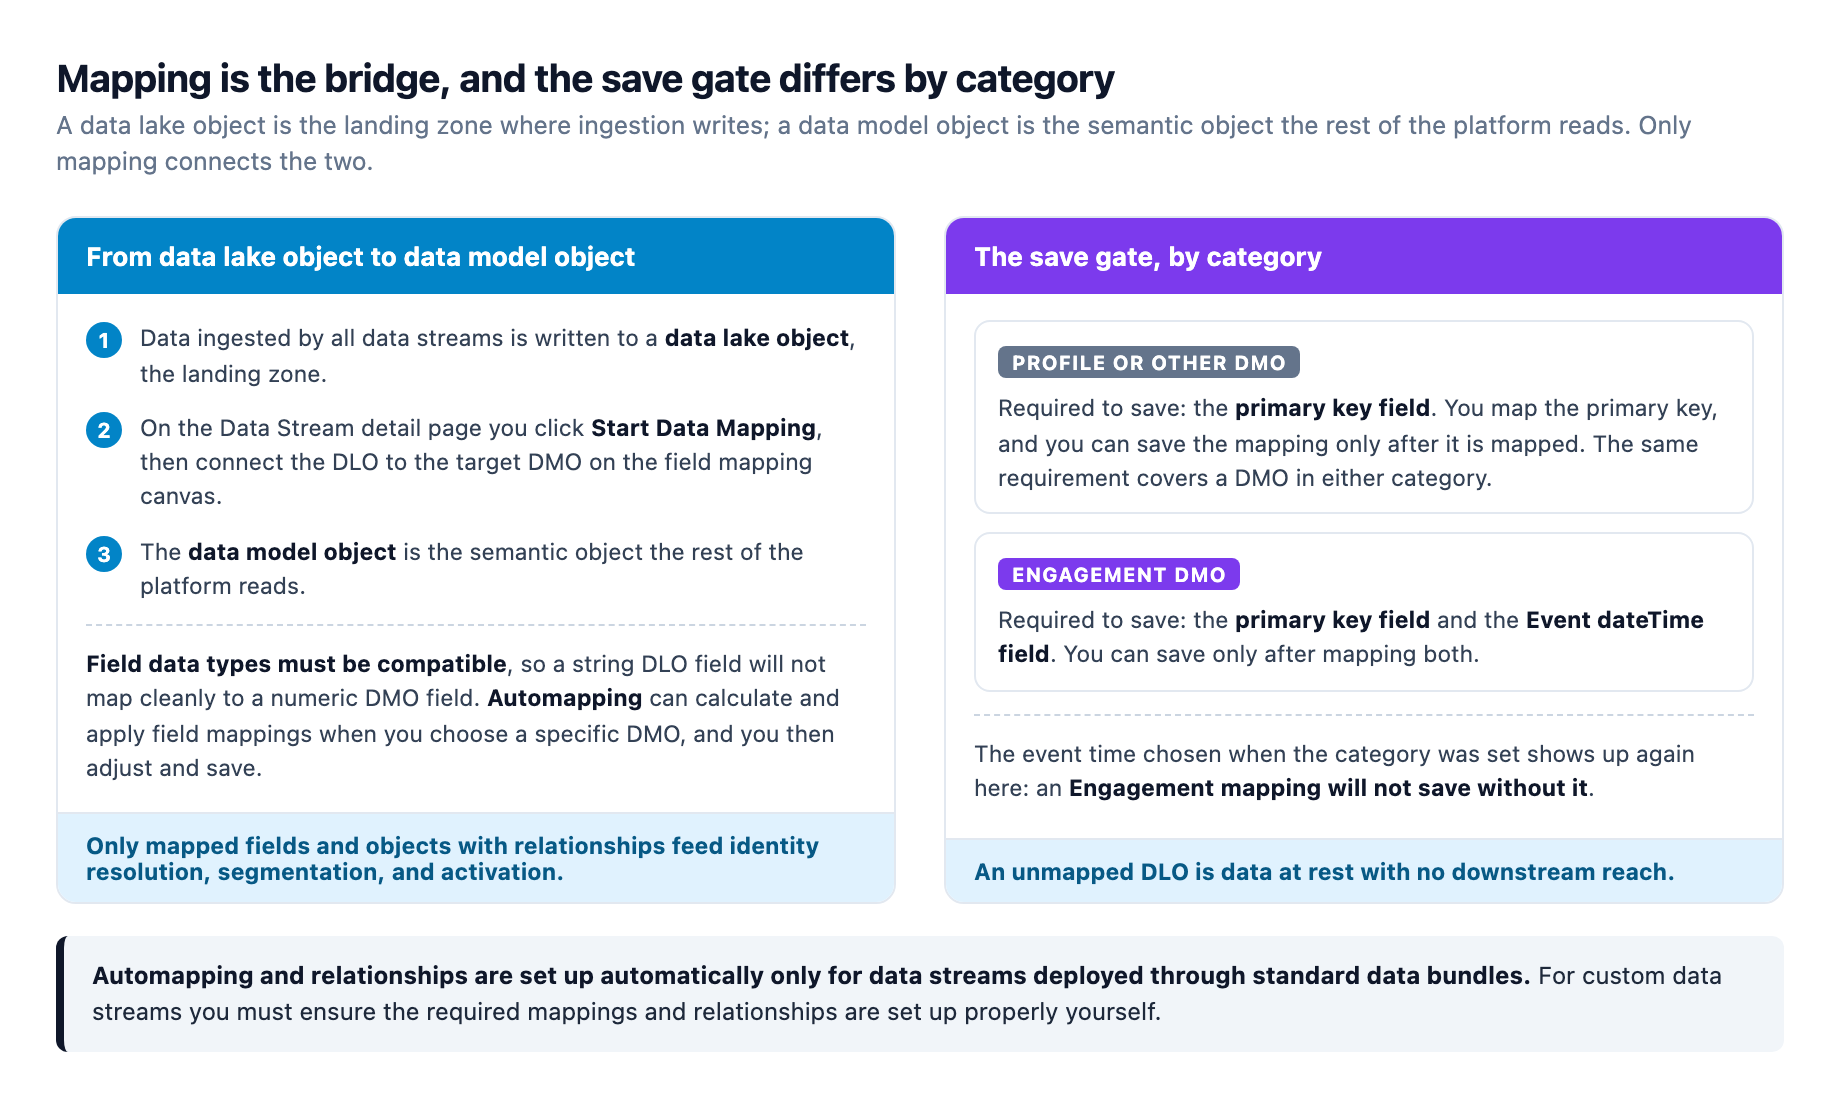 Mapping is the bridge, and the save gate differs by category
A data lake object is the landing zone where ingestion writes; a data model object is the semantic object the rest of the platform reads. Only
mapping connects the two.
From data lake object to data model object
1 Data ingested by all data streams is written to a data lake object,
the landing zone.
2 On the Data Stream detail page you click Start Data Mapping,
then connect the DLO to the target DMO on the field mapping
canvas.
3 The data model object is the semantic object the rest of the
platform reads.
Field data types must be compatible, so a string DLO field will not
map cleanly to a numeric DMO field. Automapping can calculate and
apply field mappings when you choose a specific DMO, and you then
adjust and save.
Only mapped fields and objects with relationships feed identity
resolution, segmentation, and activation.
The save gate, by category
PROFILE OR OTHER DMO
Required to save: the primary key field. You map the primary key,
and you can save the mapping only after it is mapped. The same
requirement covers a DMO in either category.
ENGAGEMENT DMO
Required to save: the primary key field and the Event dateTime
field. You can save only after mapping both.
The event time chosen when the category was set shows up again
here: an Engagement mapping will not save without it.
An unmapped DLO is data at rest with no downstream reach.
Automapping and relationships are set up automatically only for data streams deployed through standard data bundles. For custom data
streams you must ensure the required mappings and relationships are set up properly yourself.